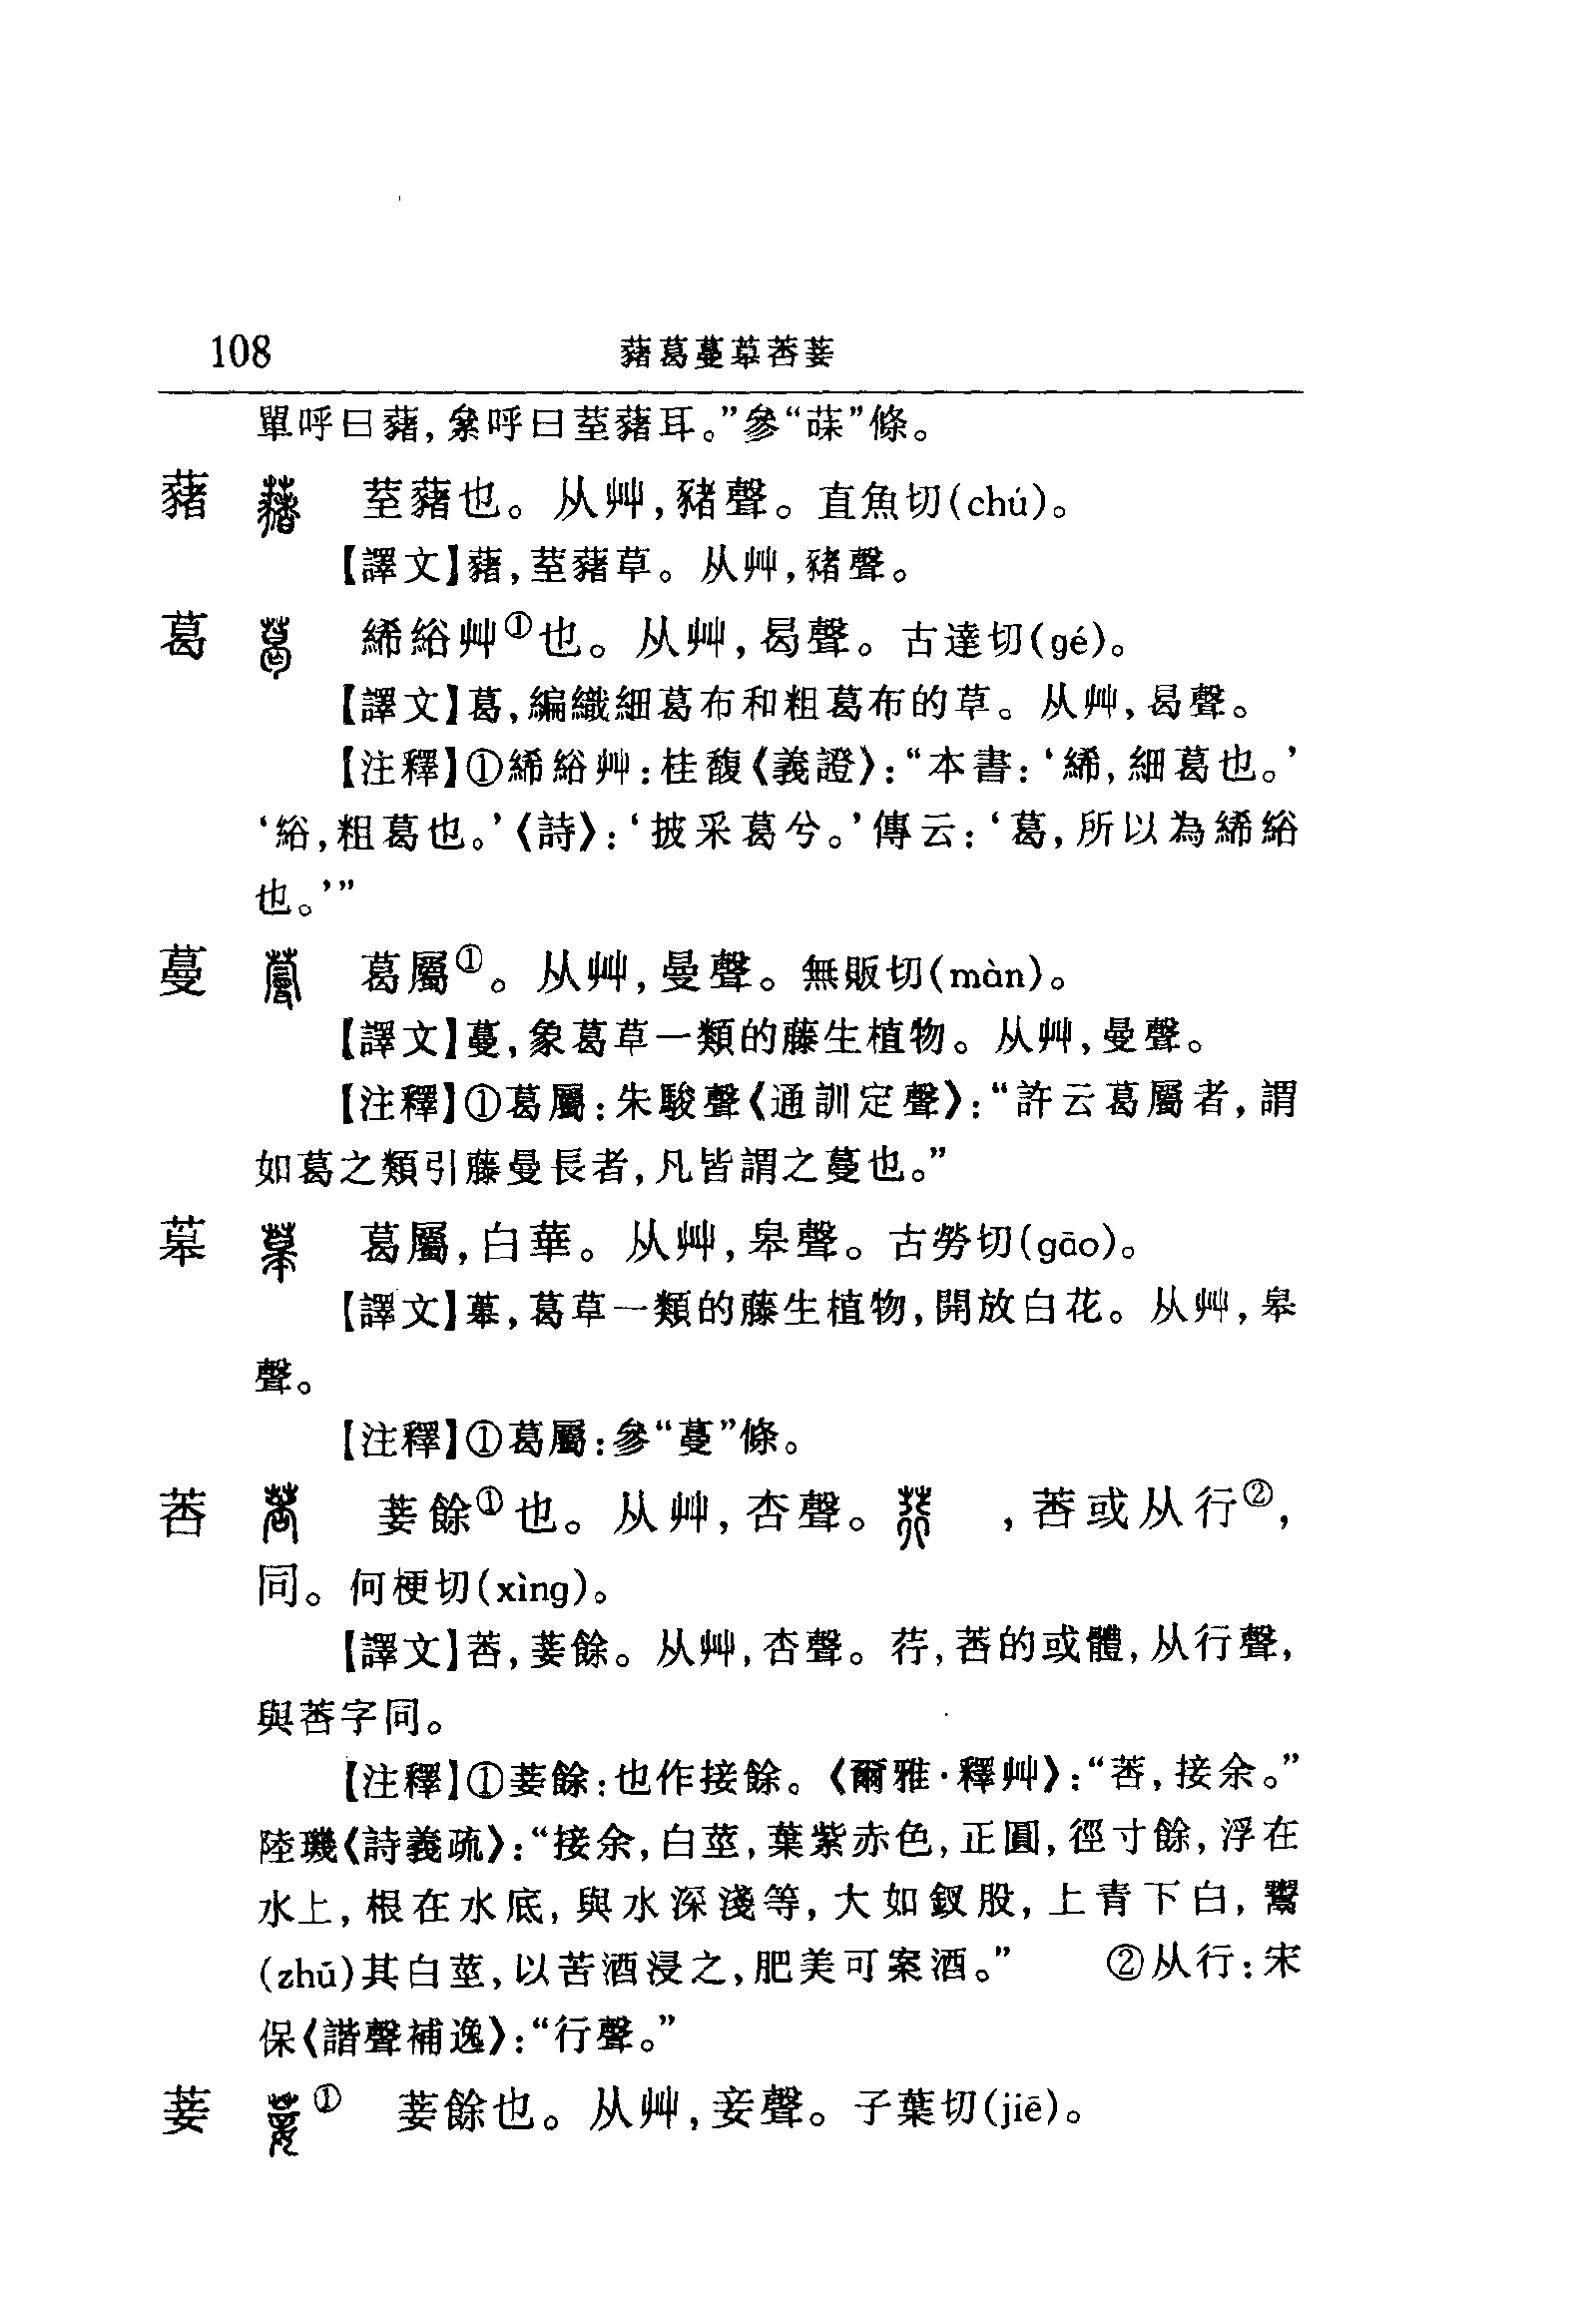 108 藸葛蔓䓘莕菨
單呼曰藸,絫呼曰荎藸耳。”參“菋”條。
藸 荎藸也。从艸,豬聲。直魚切(chú)。
【譯文】藸,荎藸草。从艸,豬聲。
葛 絺綌艸①也。从艸,曷聲。古達切(gé)。
【譯文】葛,編織細葛布和粗葛布的草。从艸,曷聲。
【注釋】①絺綌艸:桂馥《義證》:“本書:‘絺,細葛也。’
‘綌,粗葛也。’《詩》:‘披采葛兮。’傳云:‘葛,所以為絺綌
也。’”
蔓 葛屬①。从艸,曼聲。無販切(màn)。
【譯文】蔓,象葛草一類的藤生植物。从艸,曼聲。
【注釋】①葛屬:朱駿聲《通訓定聲》:“許云葛屬者,謂
如葛之類引藤曼長者,凡皆謂之蔓也。”
䓘 葛屬,白華。从艸,皋聲。古勞切(gāo)。
【譯文】䓘,葛草一類的藤生植物,開放白花。从艸,皋
聲。
【注釋】①葛屬:參“蔓”條。
莕 菨餘①也。从艸,杏聲。荇,莕或从行②,
同。何梗切(xìng)。
【譯文】莕,菨餘。从艸,杏聲。荇,莕的或體,从行聲,
與莕字同。
【注釋】①菨餘:也作接餘。《爾雅·釋艸》:“莕,接余。”
陸璣《詩義疏》:“接余,白莖,葉紫赤色,正圓,徑寸餘,浮在
水上,根在水底,與水深淺等,大如釵股,上青下白,鬻
(zhǔ)其白莖,以苦酒浸之,肥美可案酒。” ②从行:宋
保《諧聲補逸》:“行聲。”
菨 ① 菨餘也。从艸,妾聲。子葉切(jiē)。